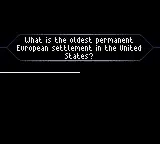 What is the oldest permanent
European settlement in the United
States?